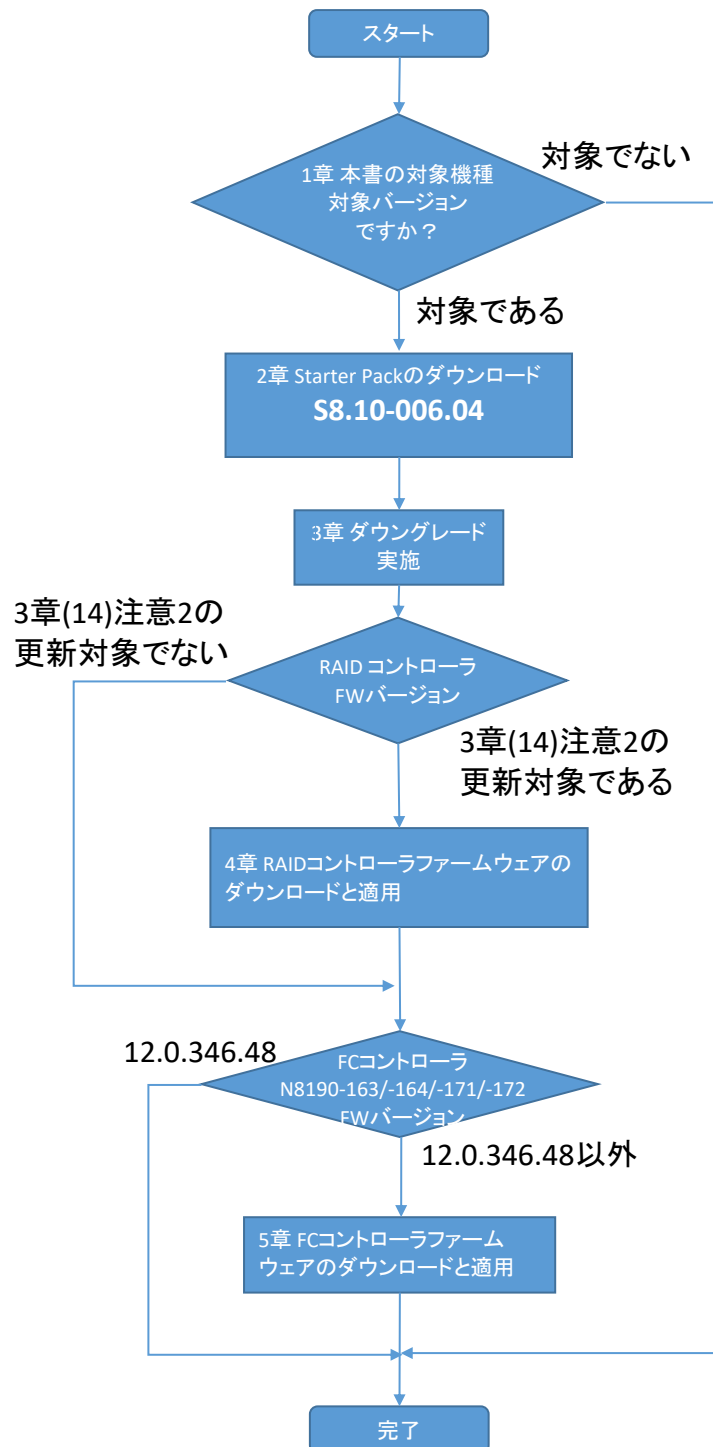 スタート
1章 本書の対象機種
対象バージョン
ですか？
対象でない
対象である
2章 Starter Packのダウンロード
S8.10-006.04
3章 ダウングレード
実施
3章(14)注意2の
更新対象でない
RAID コントローラ
FWバージョン
3章(14)注意2の
更新対象である
4章 RAIDコントローラファームウェアの
ダウンロードと適用
12.0.346.48
FCコントローラ
N8190-163/-164/-171/-172
FWバージョン
12.0.346.48以外
5章 FCコントローラファーム
ウェアのダウンロードと適用
完了